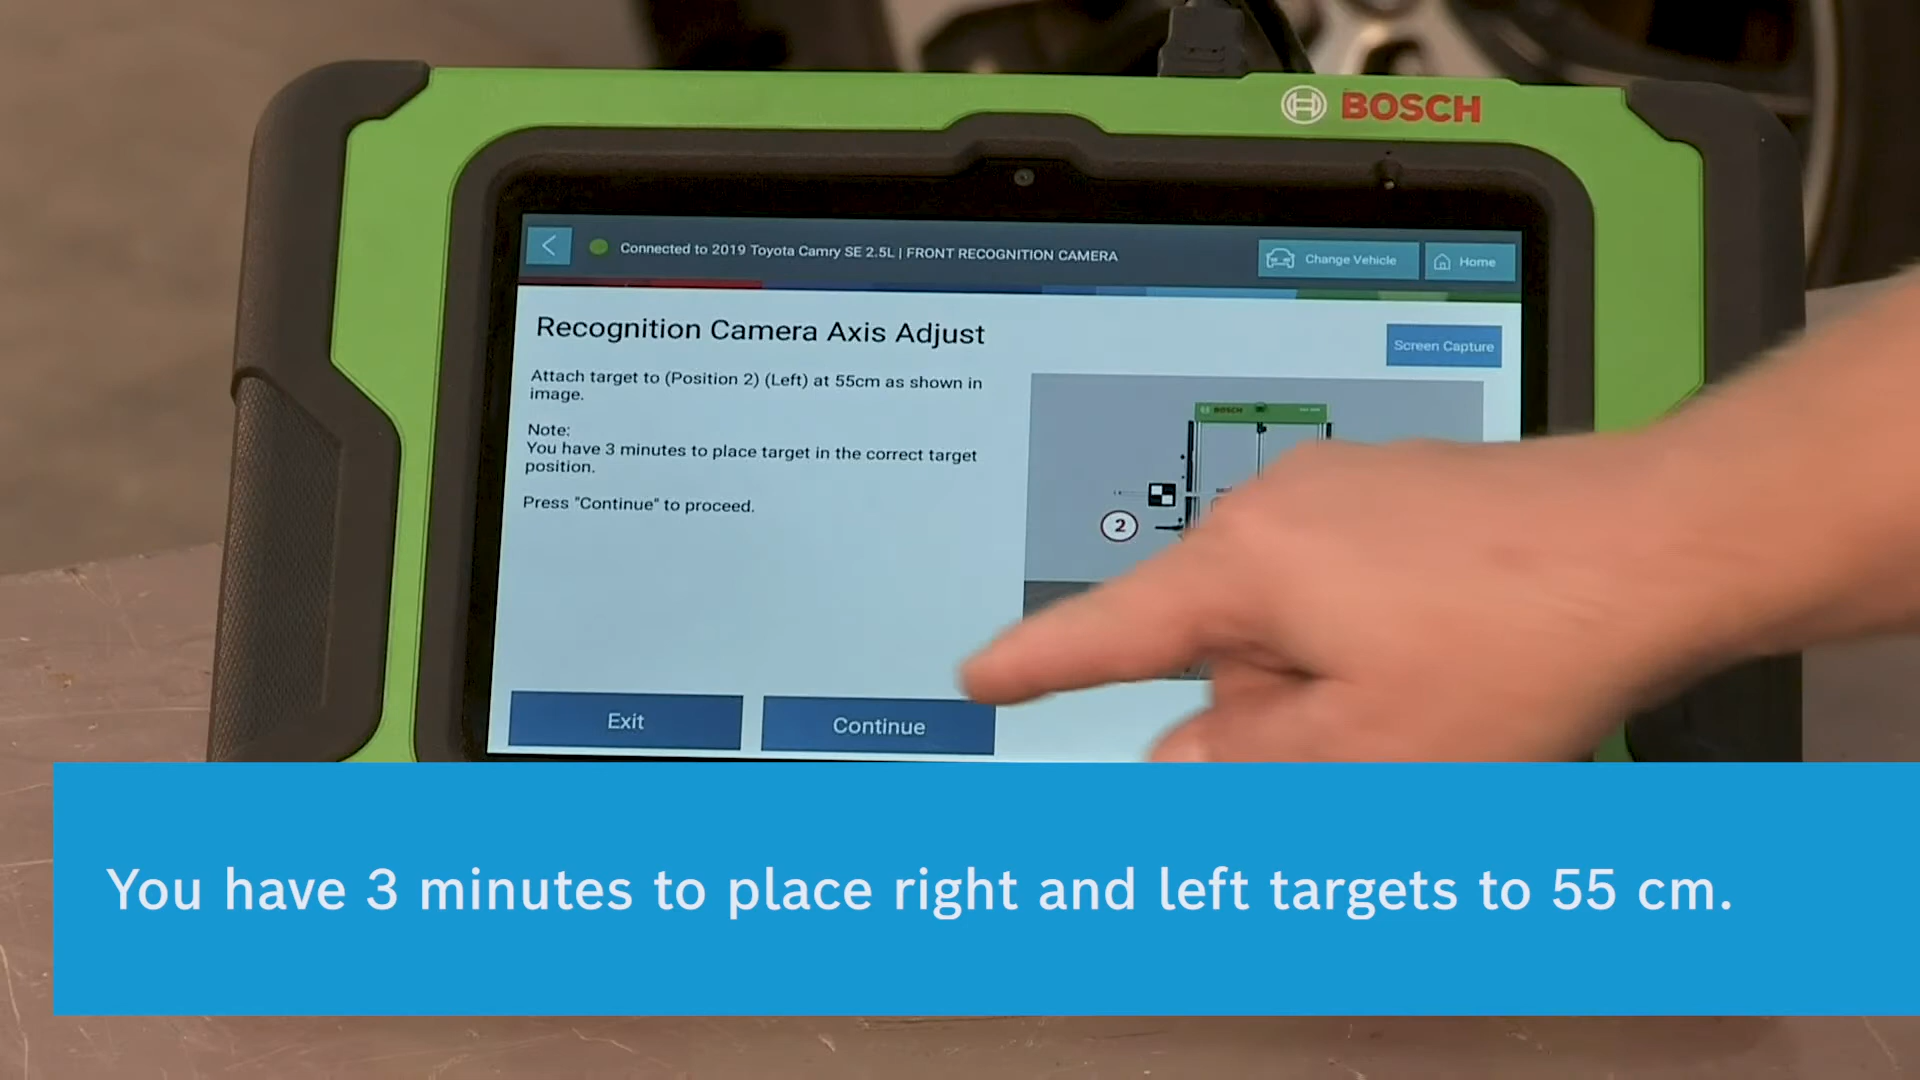 BOSCH
Connected to 2019 Toyota Camry SE 2.5L | FRONT RECOGNITION CAMERA
Change Vehicle
Home
Recognition Camera Axis Adjust
Screen Capture
Attach target to (Position 2) (Left) at 55cm as shown in
image.
Note:
You have 3 minutes to place target in the correct target
position.
Press "Continue" to proceed.
BOSCH
2
Exit
Continue
You have 3 minutes to place right and left targets to 55 cm.